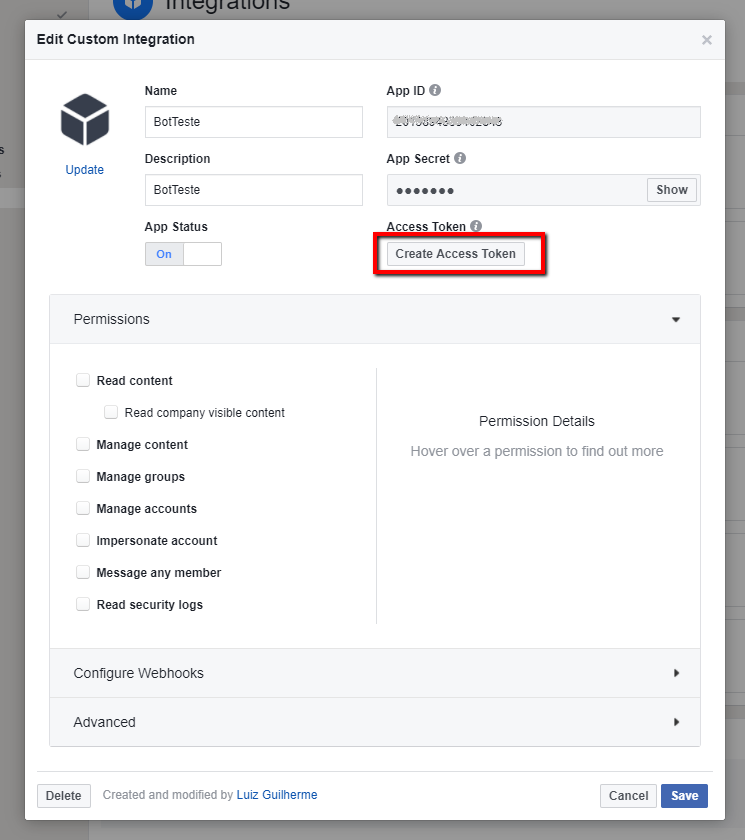 Integrations
Edit Custom Integration
Name
BotTeste
App ID
Update
Description
BotTeste
App Secret
●●●●●●●
Show
App Status
On
Access Token
Create Access Token
Permissions
Read content
Read company visible content
Manage content
Manage groups
Manage accounts
Impersonate account
Message any member
Read security logs
Permission Details
Hover over a permission to find out more
Configure Webhooks
Advanced
Delete
Created and modified by Luiz Guilherme
Cancel
Save